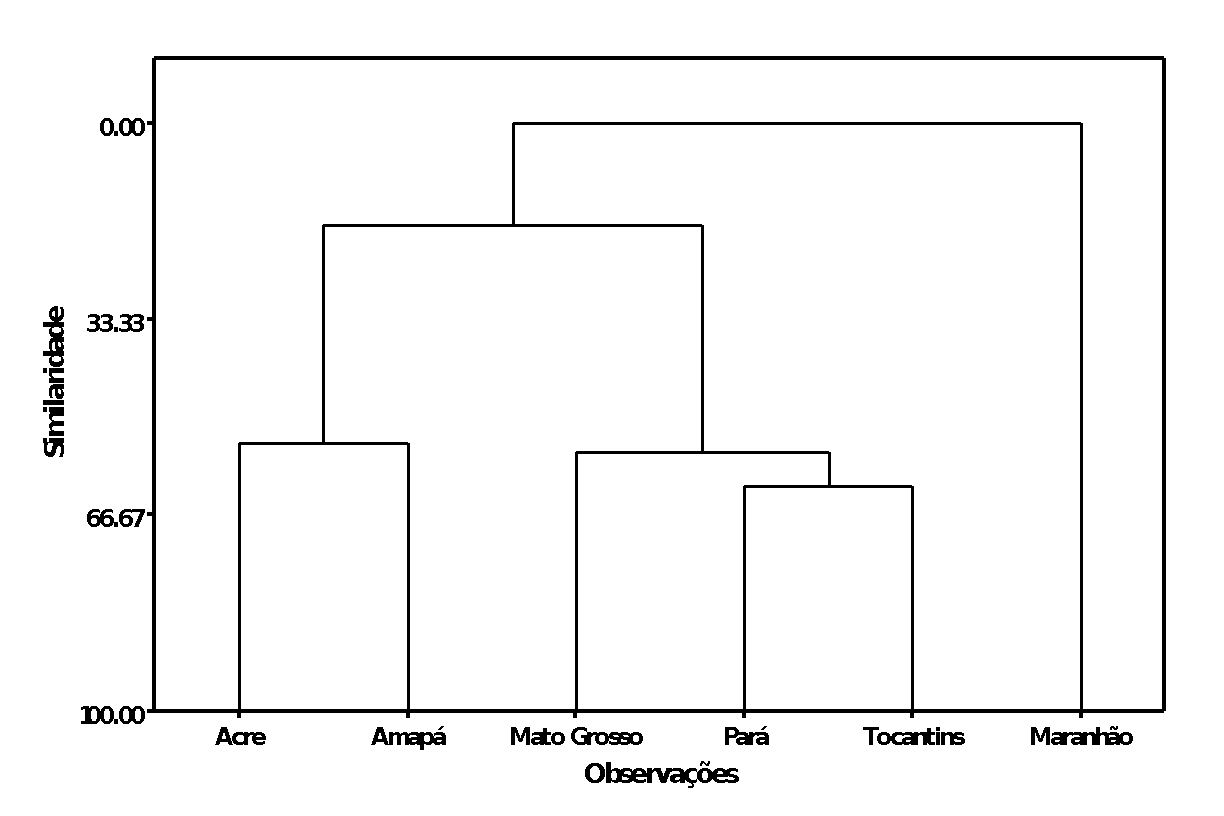 0.00
33.33
66.67
100.00
Similaridade
Acre Amapá Mato Grosso Pará Tocantins Maranhão
Observações